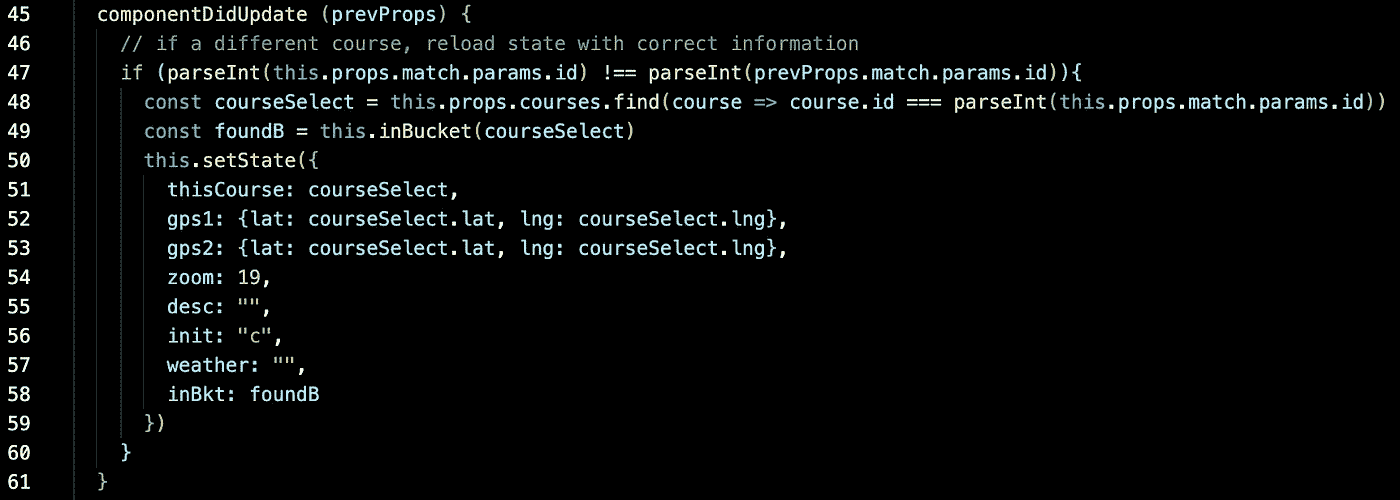 45 componentDidUpdate (prevProps) {
46 // if a different course, reload state with correct information
47 if (parseInt(this.props.match.params.id) !== parseInt(prevProps.match.params.id)){
48 const courseSelect = this.props.courses.find(course => course.id === parseInt(this.props.match.params.id))
49 const foundB = this.inBucket(courseSelect)
50 this.setState({
51 thisCourse: courseSelect,
52 gps1: {lat: courseSelect.lat, lng: courseSelect.lng},
53 gps2: {lat: courseSelect.lat, lng: courseSelect.lng},
54 zoom: 19,
55 desc: "",
56 init: "c",
57 weather: "",
58 inBkt: foundB
59 })
60 }
61 }